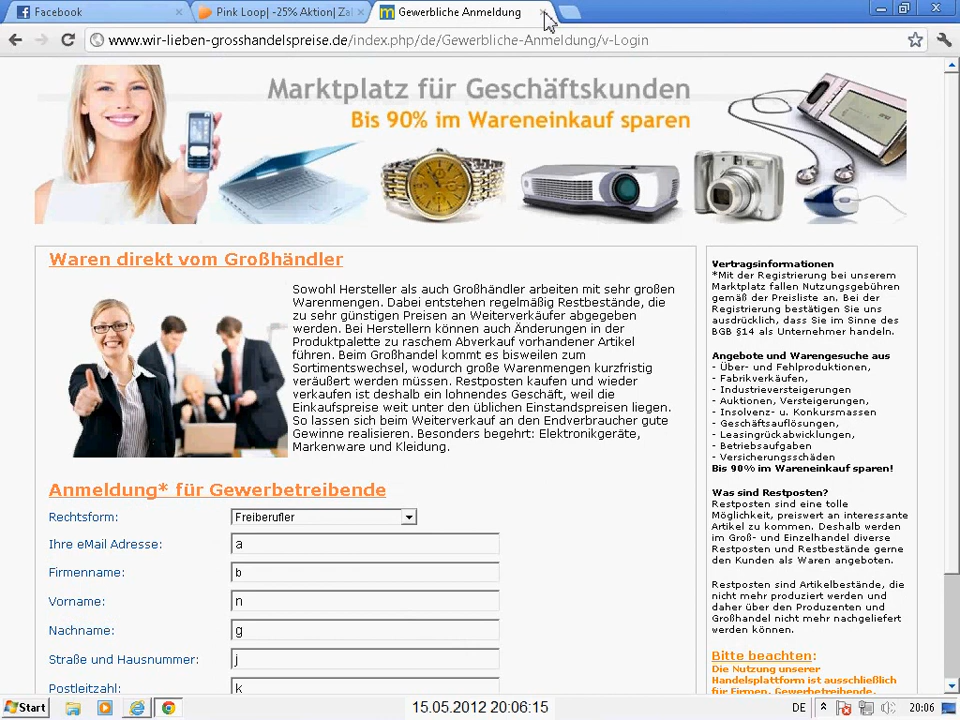 Facebook
Pink Loop| -25% Aktion| Zal
Gewerbliche Anmeldung
www.wir-lieben-grosshandelspreise.de/index.php/de/Gewerbliche-Anmeldung/v-Login
Marktplatz für Geschäftskunden
Bis 90% im Wareneinkauf sparen
Waren direkt vom Großhändler
Sowohl Hersteller als auch Großhändler arbeiten mit sehr großen
Warenmengen. Dabei entstehen regelmäßig Restbestände, die
zu sehr günstigen Preisen an Weiterverkäufer abgegeben
werden. Bei Herstellern können auch Änderungen in der
Produktpalette zu raschem Abverkauf vorhandener Artikel
führen. Beim Großhandel kommt es bisweilen zum
Sortimentswechsel, wodurch große Warenmengen kurzfristig
veräußert werden müssen. Restposten kaufen und wieder
verkaufen ist deshalb ein lohnendes Geschäft, weil die
Einkaufspreise weit unter den üblichen Einstandspreisen liegen.
So lassen sich beim Weiterverkauf an den Endverbraucher gute
Gewinne realisieren. Besonders begehrt: Elektronikgeräte,
Markenware und Kleidung.
Anmeldung* für Gewerbetreibende
Rechtsform: Freiberufler
Ihre eMail Adresse: a
Firmenname: b
Vorname: n
Nachname: g
Straße und Hausnummer: j
Postleitzahl: k
Vertragsinformationen
*Mit der Registrierung bei unserem
Marktplatz fallen Nutzungsgebühren
gemäß der Preisliste an. Bei der
Registrierung bestätigen Sie uns
ausdrücklich, dass Sie im Sinne des
BGB §14 als Unternehmer handeln.
Angebote und Warengesuche aus
- Über- und Fehlproduktionen,
- Fabrikverkäufen,
- Industrieversteigerungen
- Auktionen, Versteigerungen,
- Insolvenz- u. Konkursmassen
- Geschäftsauflösungen,
- Leasingrückabwicklungen,
- Betriebsaufgaben
- Versicherungsschäden
Bis 90% im Wareneinkauf sparen!
Was sind Restposten?
Restposten sind eine tolle
Möglichkeit, preiswert an interessante
Artikel zu kommen. Deshalb werden
im Groß- und Einzelhandel diverse
Restposten und Restbestände gerne
den Kunden als Waren angeboten.
Restposten sind Artikelbestände, die
nicht mehr produziert werden und
daher über den Produzenten und
Großhandel nicht mehr nachgeliefert
werden können.
Bitte beachten:
Die Nutzung unserer
Handelsplattform ist ausschließlich
für Firmen, Gewerbetreibende,
Start
15.05.2012 20:06:15
DE
20:06